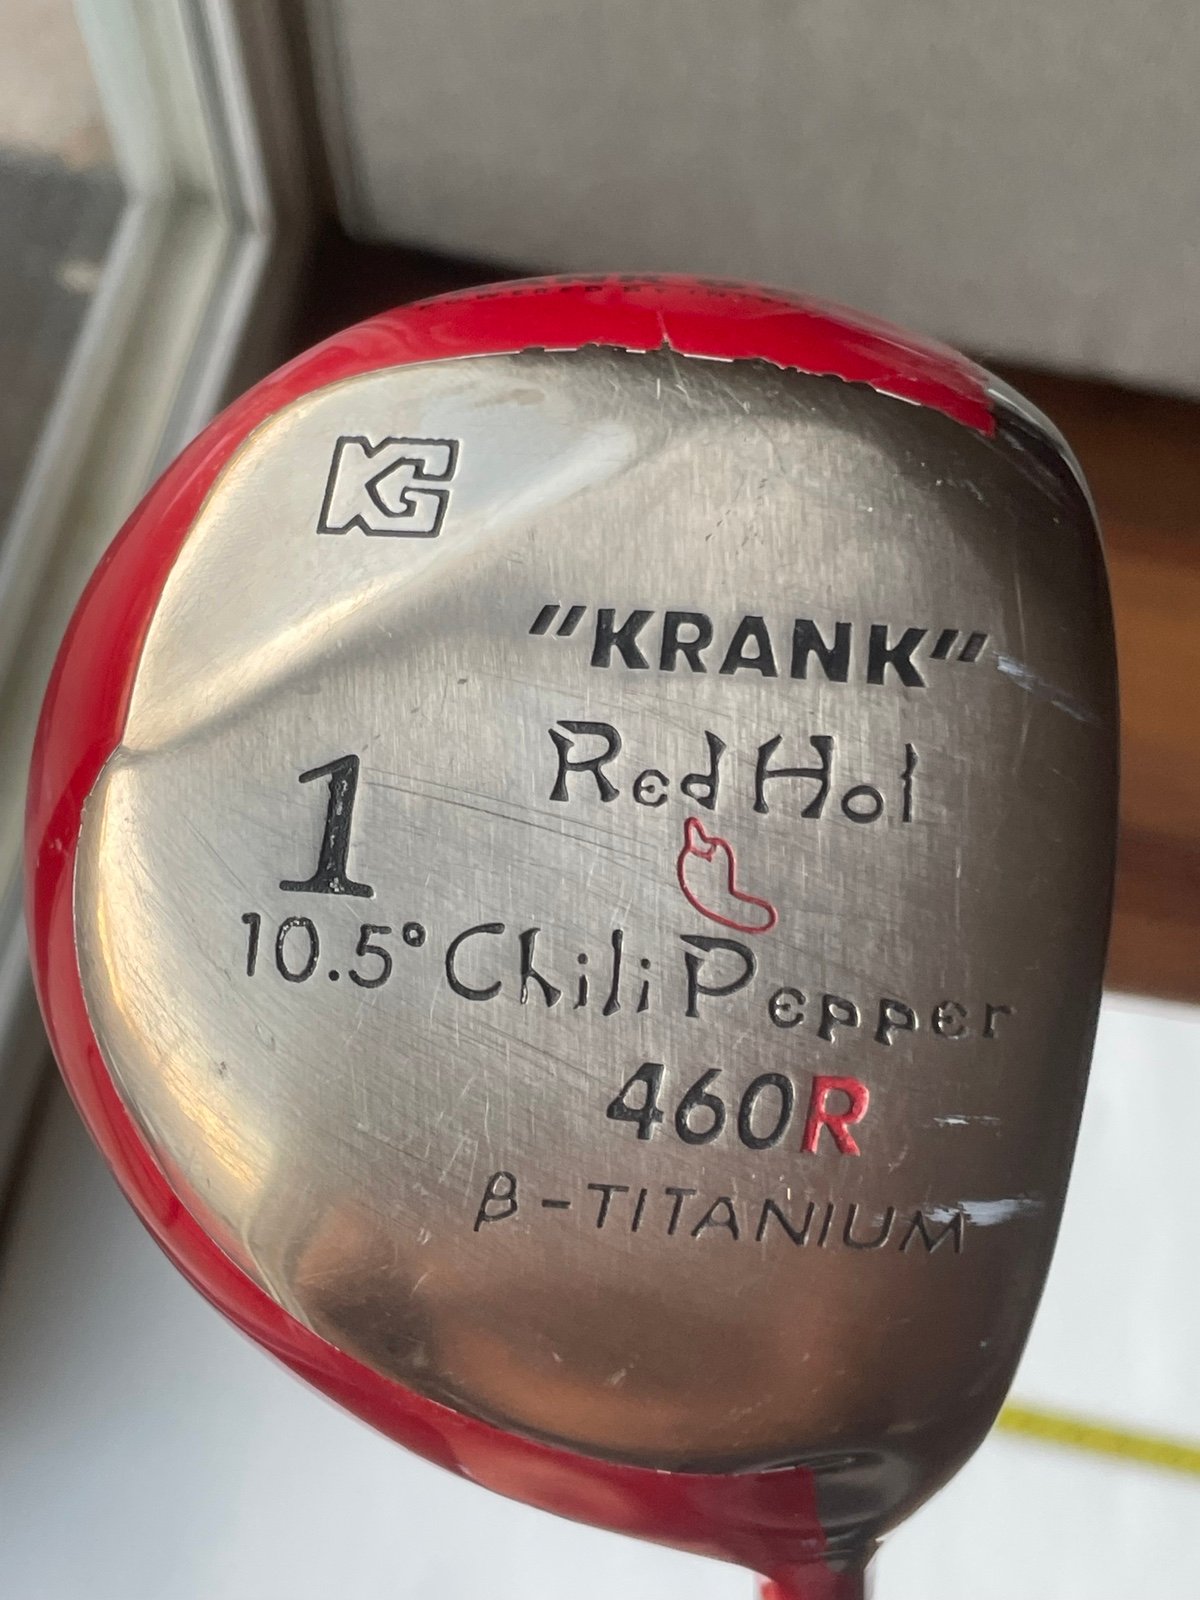 KG
"KRANK"
Red Hot
1
10.5° Chili Pepper
460R
β-TITANIUM